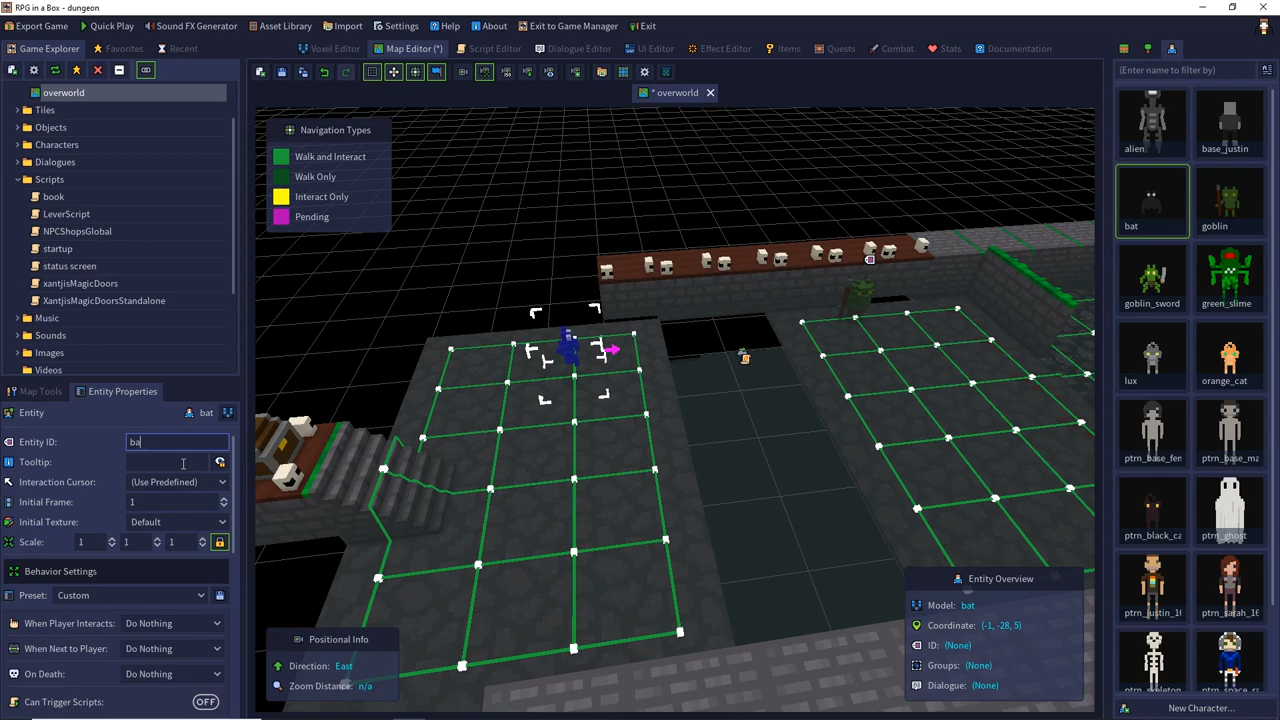 RPG in a Box - dungeon
Export Game Quick Play Sound FX Generator Asset Library Import Settings Help About Exit to Game Manager Exit
Game Explorer Favorites Recent Voxel Editor Map Editor (*) Script Editor Dialogue Editor UI Editor Effect Editor Items Quests Combat Stats Documentation
(Enter name to filter by)
overworld
* overworld
Tiles
Objects
Characters
Dialogues
Scripts
book
LeverScript
NPCShopsGlobal
startup
status screen
xantjisMagicDoors
XantjisMagicDoorsStandalone
Music
Sounds
Images
Videos
Map Tools Entity Properties
Entity bat
Entity ID: ba
Tooltip:
Interaction Cursor: (Use Predefined)
Initial Frame: 1
Initial Texture: Default
Scale: 1 1 1
Behavior Settings
Preset: Custom
When Player Interacts: Do Nothing
When Next to Player: Do Nothing
On Death: Do Nothing
Can Trigger Scripts: OFF
Navigation Types
Walk and Interact
Walk Only
Interact Only
Pending
Positional Info
Direction: East
Zoom Distance: n/a
Entity Overview
Model: bat
Coordinate: (-1, -28, 5)
ID: (None)
Groups: (None)
Dialogue: (None)
alien base_justin
bat goblin
goblin_sword green_slime
lux orange_cat
ptrn_base_fen ptrn_base_ma
ptrn_black_ca ptrn_ghost
ptrn_justin_16 ptrn_sarah_16
ptrn_skeleton ptrn_space_ra
New Character...